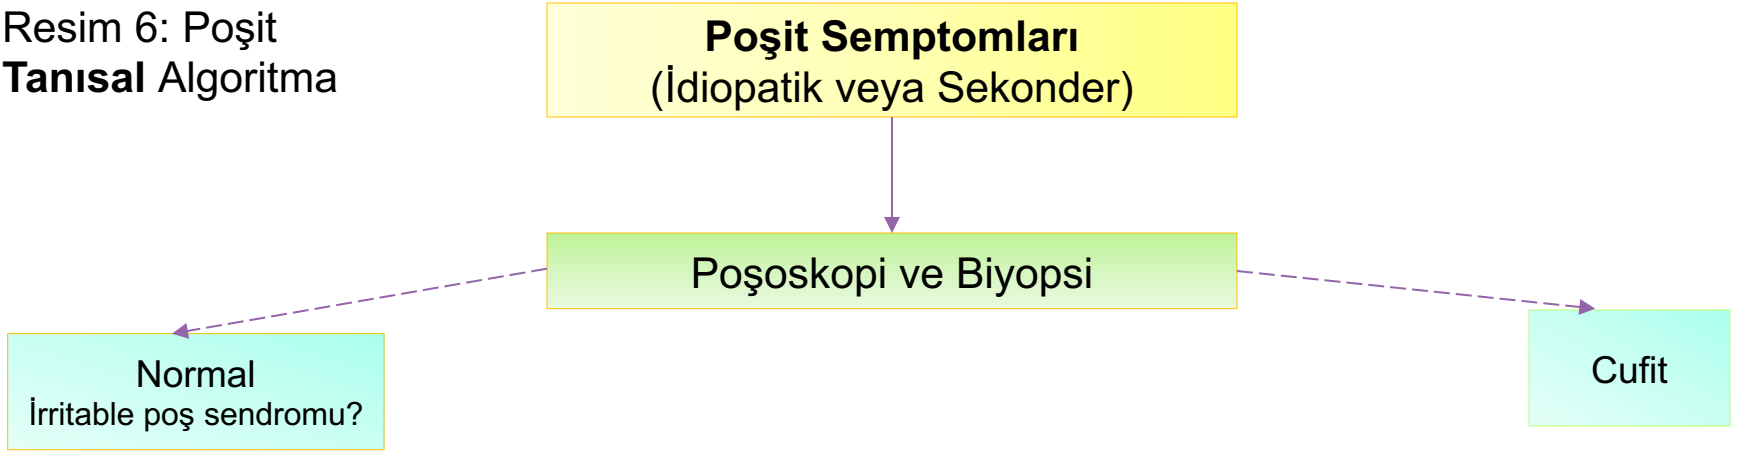 Resim 6: Poşit
Tanısal Algoritma
Poşit Semptomları
(İdiopatik veya Sekonder)
Poşoskopi ve Biyopsi
Normal
İrritable poş sendromu?
Cufit